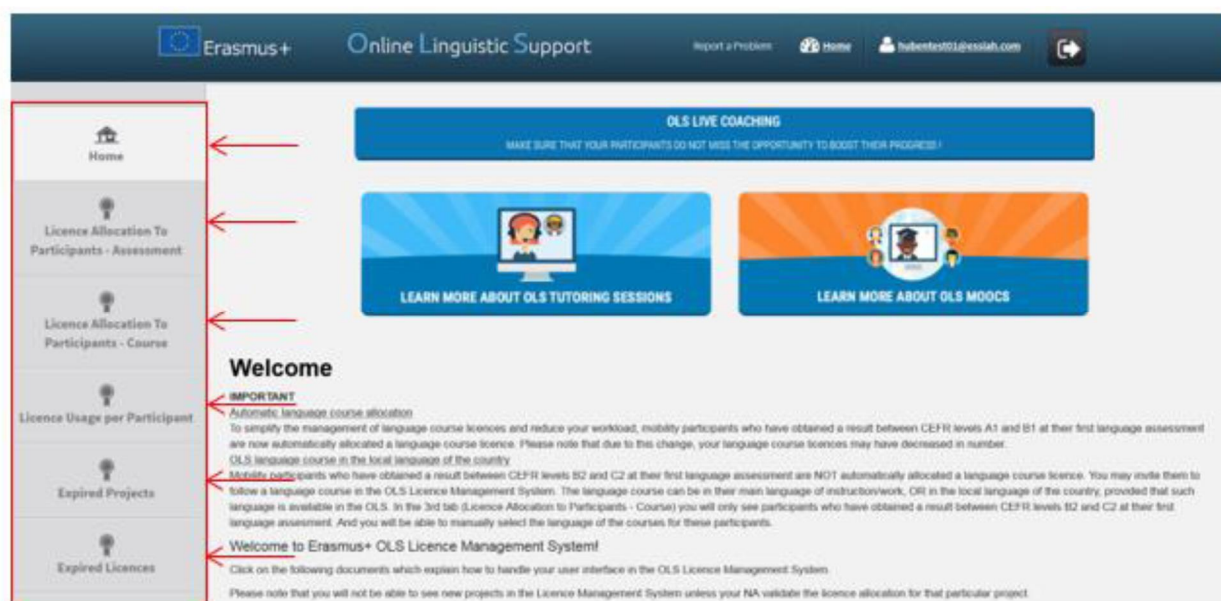 Erasmus+
Online Linguistic Support
Report a Problem
Home
hubentest01@essiah.com
Home
Licence Allocation To
Participants - Assessment
Licence Allocation To
Participants - Course
Licence Usage per Participant
Expired Projects
Expired Licences
OLS LIVE COACHING
MAKE SURE THAT YOUR PARTICIPANTS DO NOT MISS THE OPPORTUNITY TO BOOST THEIR PROGRESS !
LEARN MORE ABOUT OLS TUTORING SESSIONS
LEARN MORE ABOUT OLS MOOCS
Welcome
IMPORTANT
Automatic language course allocation
To simplify the management of language course licences and reduce your workload, mobility participants who have obtained a result between CEFR levels A1 and B1 at their first language assessment
are now automatically allocated a language course licence. Please note that due to this change, your language course licences may have decreased in number.
OLS language course in the local language of the country
Mobility participants who have obtained a result between CEFR levels B2 and C2 at their first language assessment are NOT automatically allocated a language course licence. You may invite them to
follow a language course in the OLS Licence Management System. The language course can be in their main language of instruction/work, OR in the local language of the country, provided that such
language is available in the OLS. In the 3rd tab (Licence Allocation to Participants - Course) you will only see participants who have obtained a result between CEFR levels B2 and C2 at their first
language assesment. And you will be able to manually select the language of the courses for these participants.
Welcome to Erasmus+ OLS Licence Management System!
Click on the following documents which explain how to handle your user interface in the OLS Licence Management System.
Please note that you will not be able to see new projects in the Licence Management System unless your NA validate the licence allocation for that particular project.